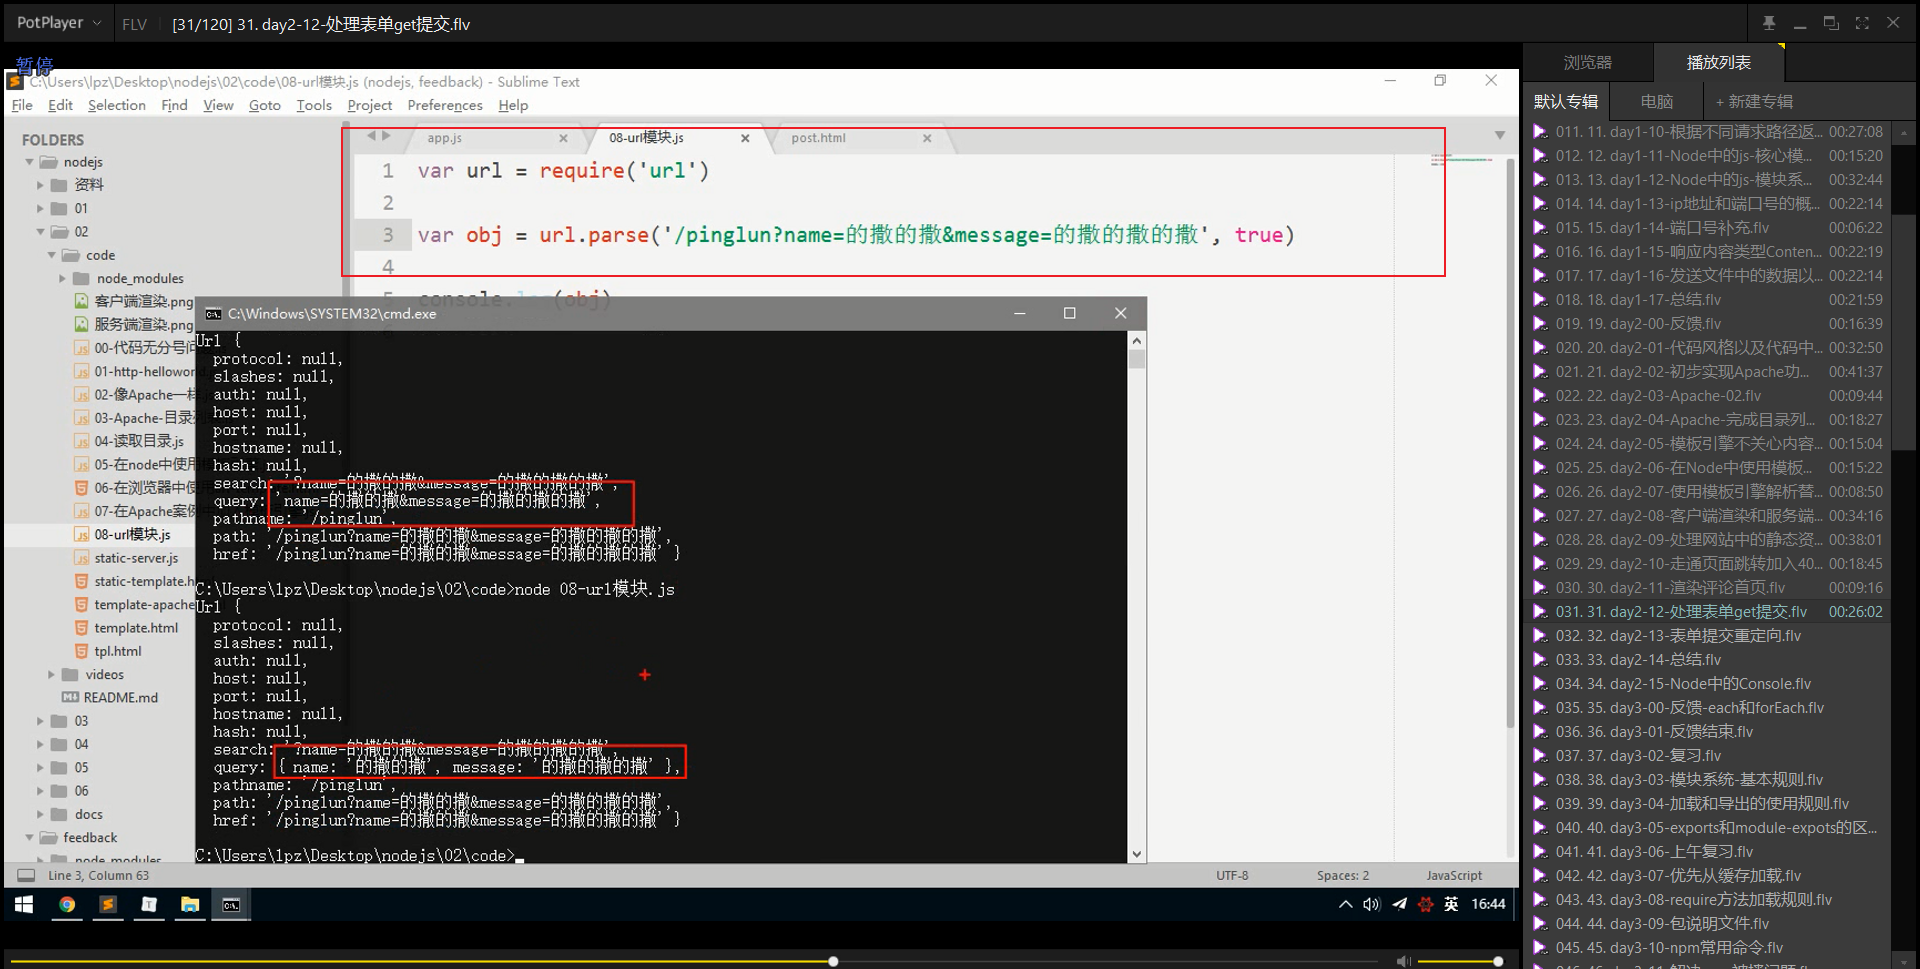 PotPlayer
FLV
[31/120] 31. day2-12-处理表单get提交.flv
暂停
C:\Users\lpz\Desktop\nodejs\02\code\08-url模块.js (nodejs, feedback) - Sublime Text
File Edit Selection Find View Goto Tools Project Preferences Help
FOLDERS
nodejs
资料
01
02
code
node_modules
客户端渲染.png
服务端渲染.png
00-代码无分号问
01-http-helloworld
02-像Apache一样
03-Apache-目录列
04-读取目录.js
05-在node中使用
06-在浏览器中使
07-在Apache案例
08-url模块.js
static-server.js
static-template.h
template-apache
template.html
tpl.html
videos
README.md
03
04
05
06
docs
feedback
node_modules
app.js
08-url模块.js
post.html
1 var url = require('url')
2
3 var obj = url.parse('/pinglun?name=的撒的撒&message=的撒的撒的撒', true)
4
5 console.log(obj)
C:\Windows\SYSTEM32\cmd.exe
Url {
protocol: null,
slashes: null,
auth: null,
host: null,
port: null,
hostname: null,
hash: null,
search: '?name=的撒的撒&message=的撒的撒的撒',
query: 'name=的撒的撒&message=的撒的撒的撒',
pathname: '/pinglun',
path: '/pinglun?name=的撒的撒&message=的撒的撒的撒',
href: '/pinglun?name=的撒的撒&message=的撒的撒的撒' }
C:\Users\lpz\Desktop\nodejs\02\code>node 08-url模块.js
Url {
protocol: null,
slashes: null,
auth: null,
host: null,
port: null,
hostname: null,
hash: null,
search: '?name=的撒的撒&message=的撒的撒的撒',
query: { name: '的撒的撒', message: '的撒的撒的撒' },
pathname: '/pinglun',
path: '/pinglun?name=的撒的撒&message=的撒的撒的撒',
href: '/pinglun?name=的撒的撒&message=的撒的撒的撒' }
C:\Users\lpz\Desktop\nodejs\02\code>
Line 3, Column 63
UTF-8
Spaces: 2
JavaScript
英
16:44
浏览器
播放列表
默认专辑
电脑
+ 新建专辑
011. 11. day1-10-根据不同请求路径返... 00:27:08
012. 12. day1-11-Node中的js-核心模... 00:15:20
013. 13. day1-12-Node中的js-模块系... 00:32:44
014. 14. day1-13-ip地址和端口号的概... 00:22:14
015. 15. day1-14-端口号补充.flv 00:06:22
016. 16. day1-15-响应内容类型Conten... 00:22:19
017. 17. day1-16-发送文件中的数据以... 00:22:14
018. 18. day1-17-总结.flv 00:21:59
019. 19. day2-00-反馈.flv 00:16:39
020. 20. day2-01-代码风格以及代码中... 00:32:50
021. 21. day2-02-初步实现Apache功... 00:41:37
022. 22. day2-03-Apache-02.flv 00:09:44
023. 23. day2-04-Apache-完成目录列... 00:18:27
024. 24. day2-05-模板引擎不关心内容... 00:15:04
025. 25. day2-06-在Node中使用模板... 00:15:22
026. 26. day2-07-使用模板引擎解析替... 00:08:50
027. 27. day2-08-客户端渲染和服务端... 00:34:16
028. 28. day2-09-处理网站中的静态资... 00:38:01
029. 29. day2-10-走通页面跳转加入40... 00:18:45
030. 30. day2-11-渲染评论首页.flv 00:09:16
031. 31. day2-12-处理表单get提交.flv 00:26:02
032. 32. day2-13-表单提交重定向.flv
033. 33. day2-14-总结.flv
034. 34. day2-15-Node中的Console.flv
035. 35. day3-00-反馈-each和forEach.flv
036. 36. day3-01-反馈结束.flv
037. 37. day3-02-复习.flv
038. 38. day3-03-模块系统-基本规则.flv
039. 39. day3-04-加载和导出的使用规则.flv
040. 40. day3-05-exports和module-expots的区...
041. 41. day3-06-上午复习.flv
042. 42. day3-07-优先从缓存加载.flv
043. 43. day3-08-require方法加载规则.flv
044. 44. day3-09-包说明文件.flv
045. 45. day3-10-npm常用命令.flv